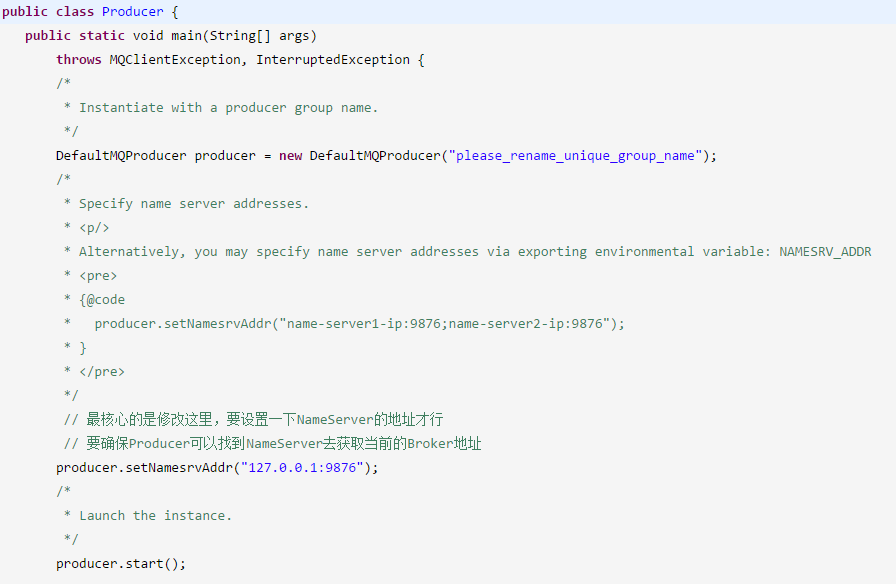 public class Producer {
public static void main(String[] args)
throws MQClientException, InterruptedException {
/*
* Instantiate with a producer group name.
*/
DefaultMQProducer producer = new DefaultMQProducer("please_rename_unique_group_name");
/*
* Specify name server addresses.
* <p/>
* Alternatively, you may specify name server addresses via exporting environmental variable: NAMESRV_ADDR
* <pre>
* {@code
*   producer.setNamesrvAddr("name-server1-ip:9876;name-server2-ip:9876");
* }
* </pre>
*/
// 最核心的是修改这里，要设置一下NameServer的地址才行
// 要确保Producer可以找到NameServer去获取当前的Broker地址
producer.setNamesrvAddr("127.0.0.1:9876");
/*
* Launch the instance.
*/
producer.start();